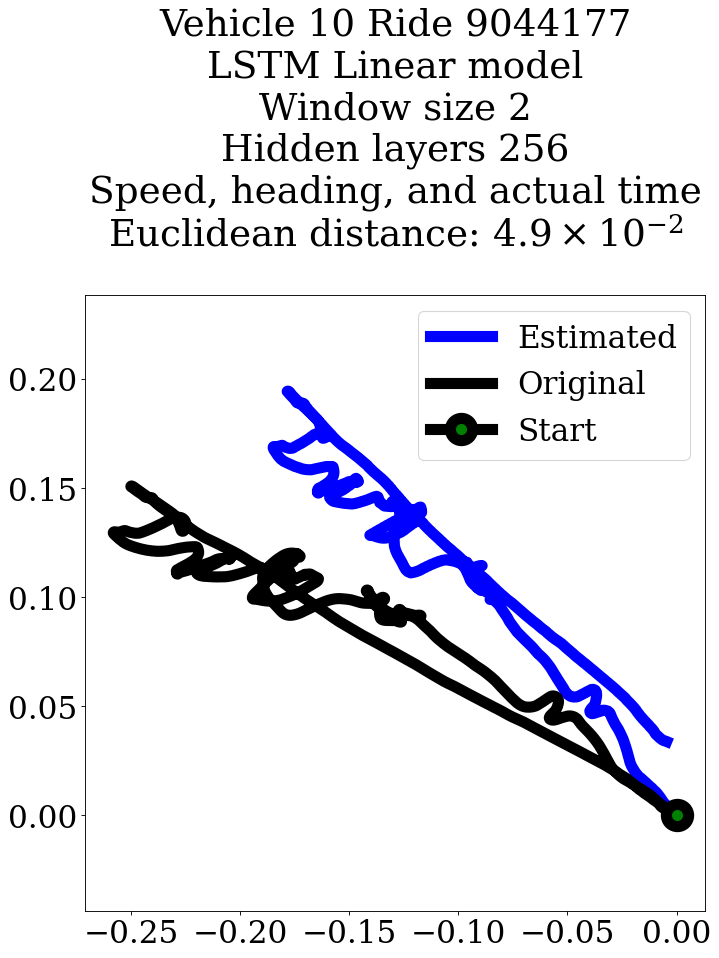 Vehicle 10 Ride 9044177
LSTM Linear model
Window size 2
Hidden layers 256
Speed, heading, and actual time
Euclidean distance: 4.9 × 10⁻²
Estimated
Original
Start
0.20
0.15
0.10
0.05
0.00
−0.25 −0.20 −0.15 −0.10 −0.05 0.00